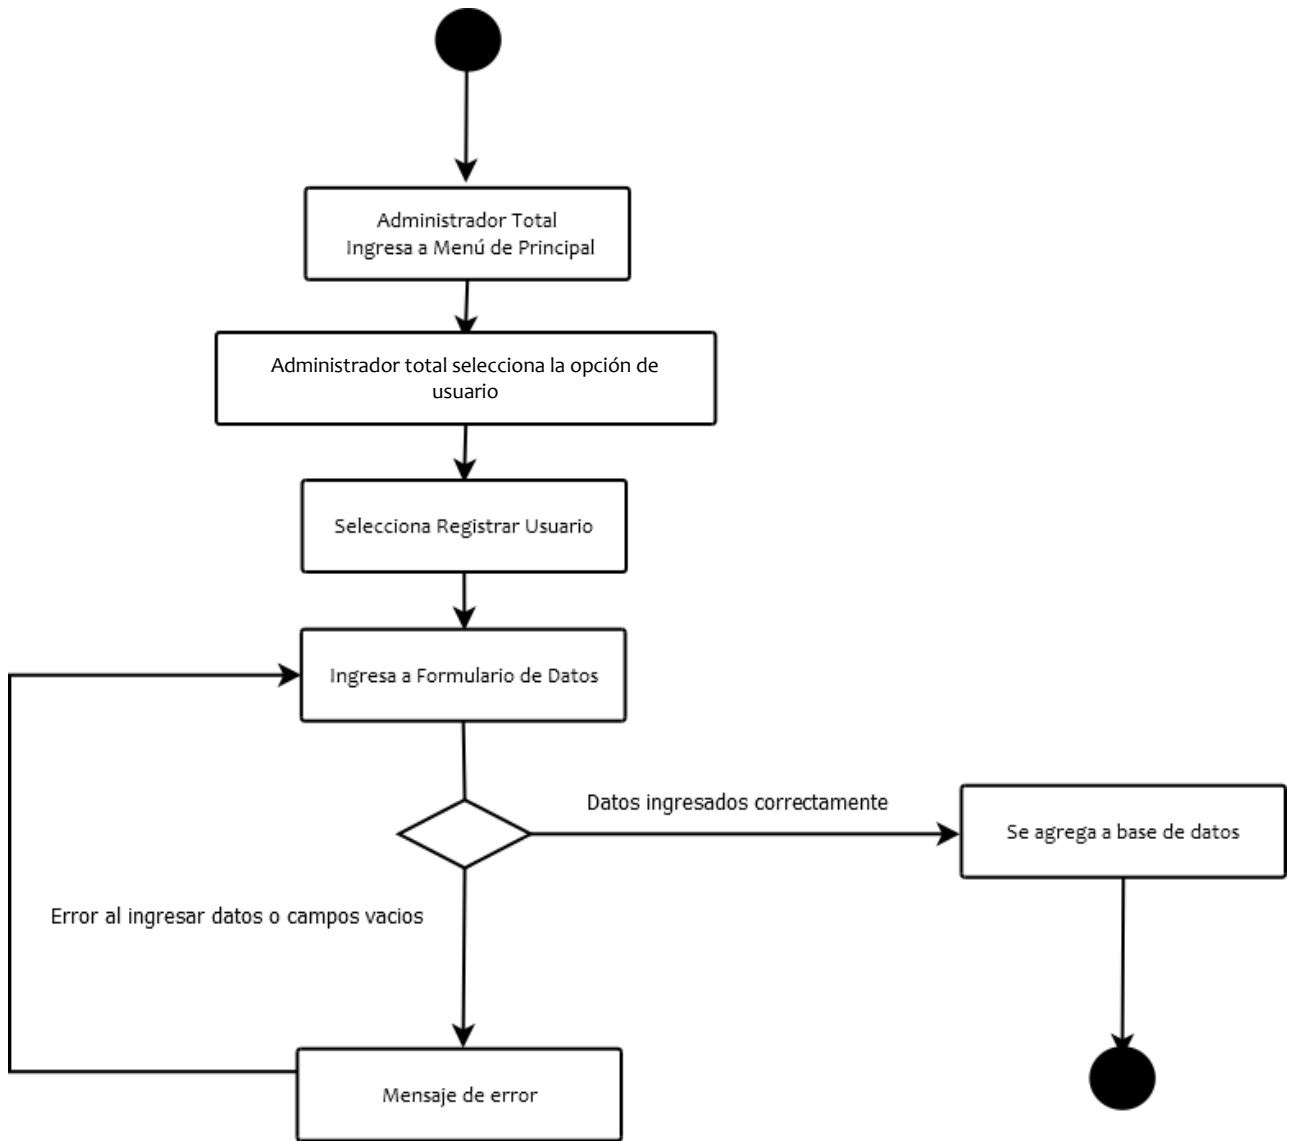 Administrador Total
Ingresa a Menú de Principal
Administrador total selecciona la opción de
usuario
Selecciona Registrar Usuario
Ingresa a Formulario de Datos
Datos ingresados correctamente
Se agrega a base de datos
Error al ingresar datos o campos vacios
Mensaje de error